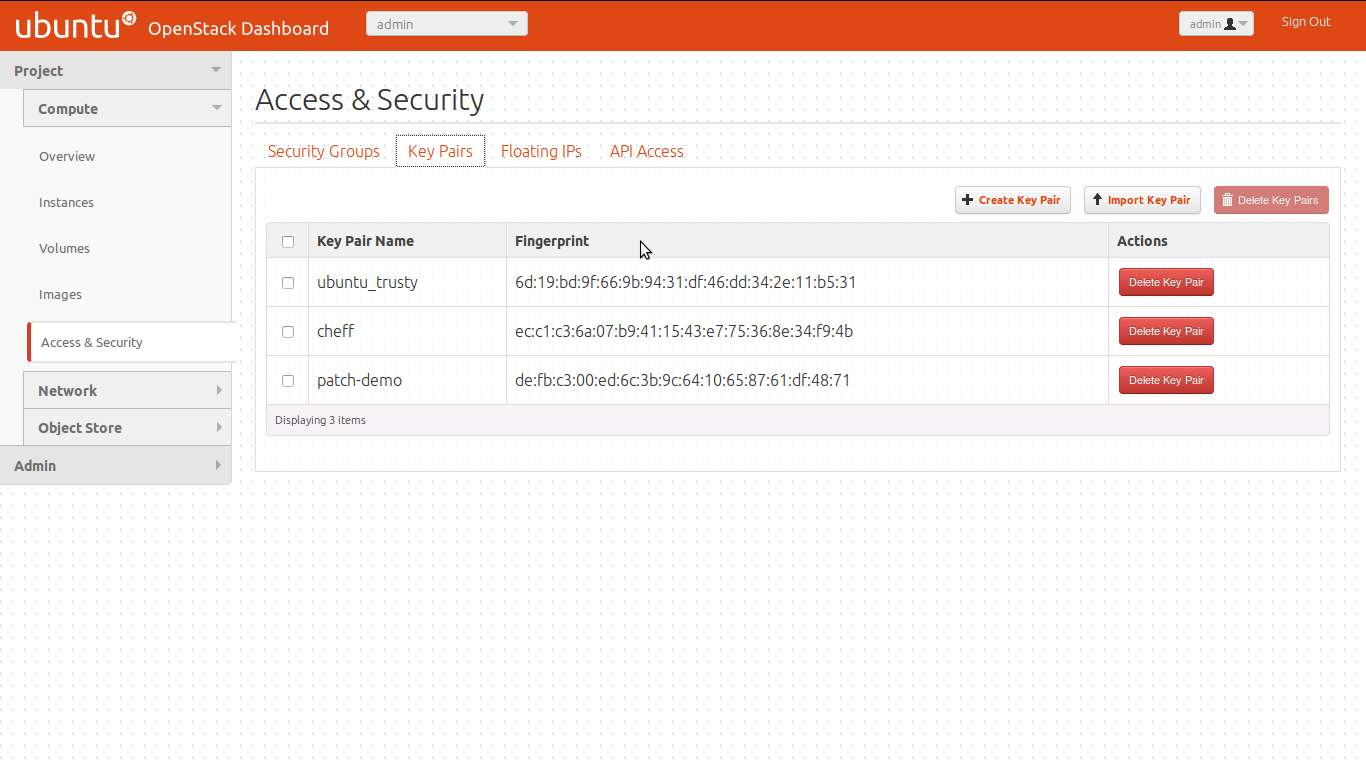 ubuntu OpenStack Dashboard admin admin Sign Out
Project
Compute
Overview
Instances
Volumes
Images
Access & Security
Network
Object Store
Admin
Access & Security
Security Groups Key Pairs Floating IPs API Access
Create Key Pair Import Key Pair Delete Key Pairs
Key Pair Name Fingerprint Actions
ubuntu_trusty 6d:19:bd:9f:66:9b:94:31:df:46:dd:34:2e:11:b5:31 Delete Key Pair
cheff ec:c1:c3:6a:07:b9:41:15:43:e7:75:36:8e:34:f9:4b Delete Key Pair
patch-demo de:fb:c3:00:ed:6c:3b:9c:64:10:65:87:61:df:48:71 Delete Key Pair
Displaying 3 items